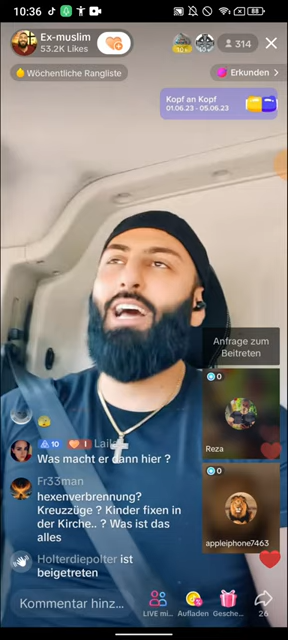 10:36
88
Ex-muslim
53.2K Likes
314
Wöchentliche Rangliste
Erkunden >
Kopf an Kopf
01.06.23 - 05.06.23
Anfrage zum
Beitreten
0
Reza
10 I Laila
Was macht er dann hier ?
Fr33man
hexenverbrennung?
Kreuzzüge ? Kinder fixen in
der Kirche.. ? Was ist das
alles
0
appleiphone7463
Holterdiepolter ist
beigetreten
Kommentar hinz...
LIVE mi...
Aufladen
Gesche...
26